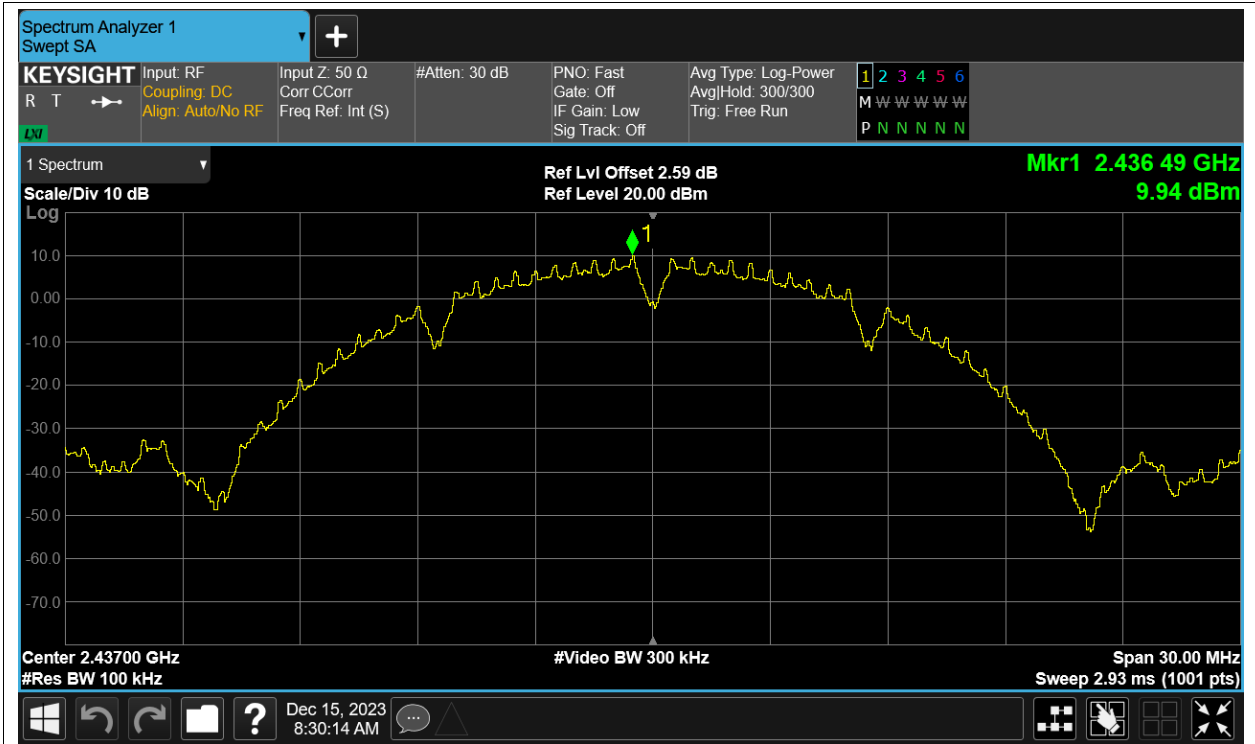 Spectrum Analyzer 1
Swept SA
KEYSIGHT
R T
LXI
Input: RF
Coupling: DC
Align: Auto/No RF
Input Z: 50 Ω
Corr CCorr
Freq Ref: Int (S)
#Atten: 30 dB
PNO: Fast
Gate: Off
IF Gain: Low
Sig Track: Off
Avg Type: Log-Power
Avg|Hold: 300/300
Trig: Free Run
1 2 3 4 5 6
M W W W W W
P N N N N N
1 Spectrum
Scale/Div 10 dB
Log
Ref Lvl Offset 2.59 dB
Ref Level 20.00 dBm
Mkr1 2.436 49 GHz
9.94 dBm
1
10.0
0.00
-10.0
-20.0
-30.0
-40.0
-50.0
-60.0
-70.0
Center 2.43700 GHz
#Res BW 100 kHz
#Video BW 300 kHz
Span 30.00 MHz
Sweep 2.93 ms (1001 pts)
?
Dec 15, 2023
8:30:14 AM